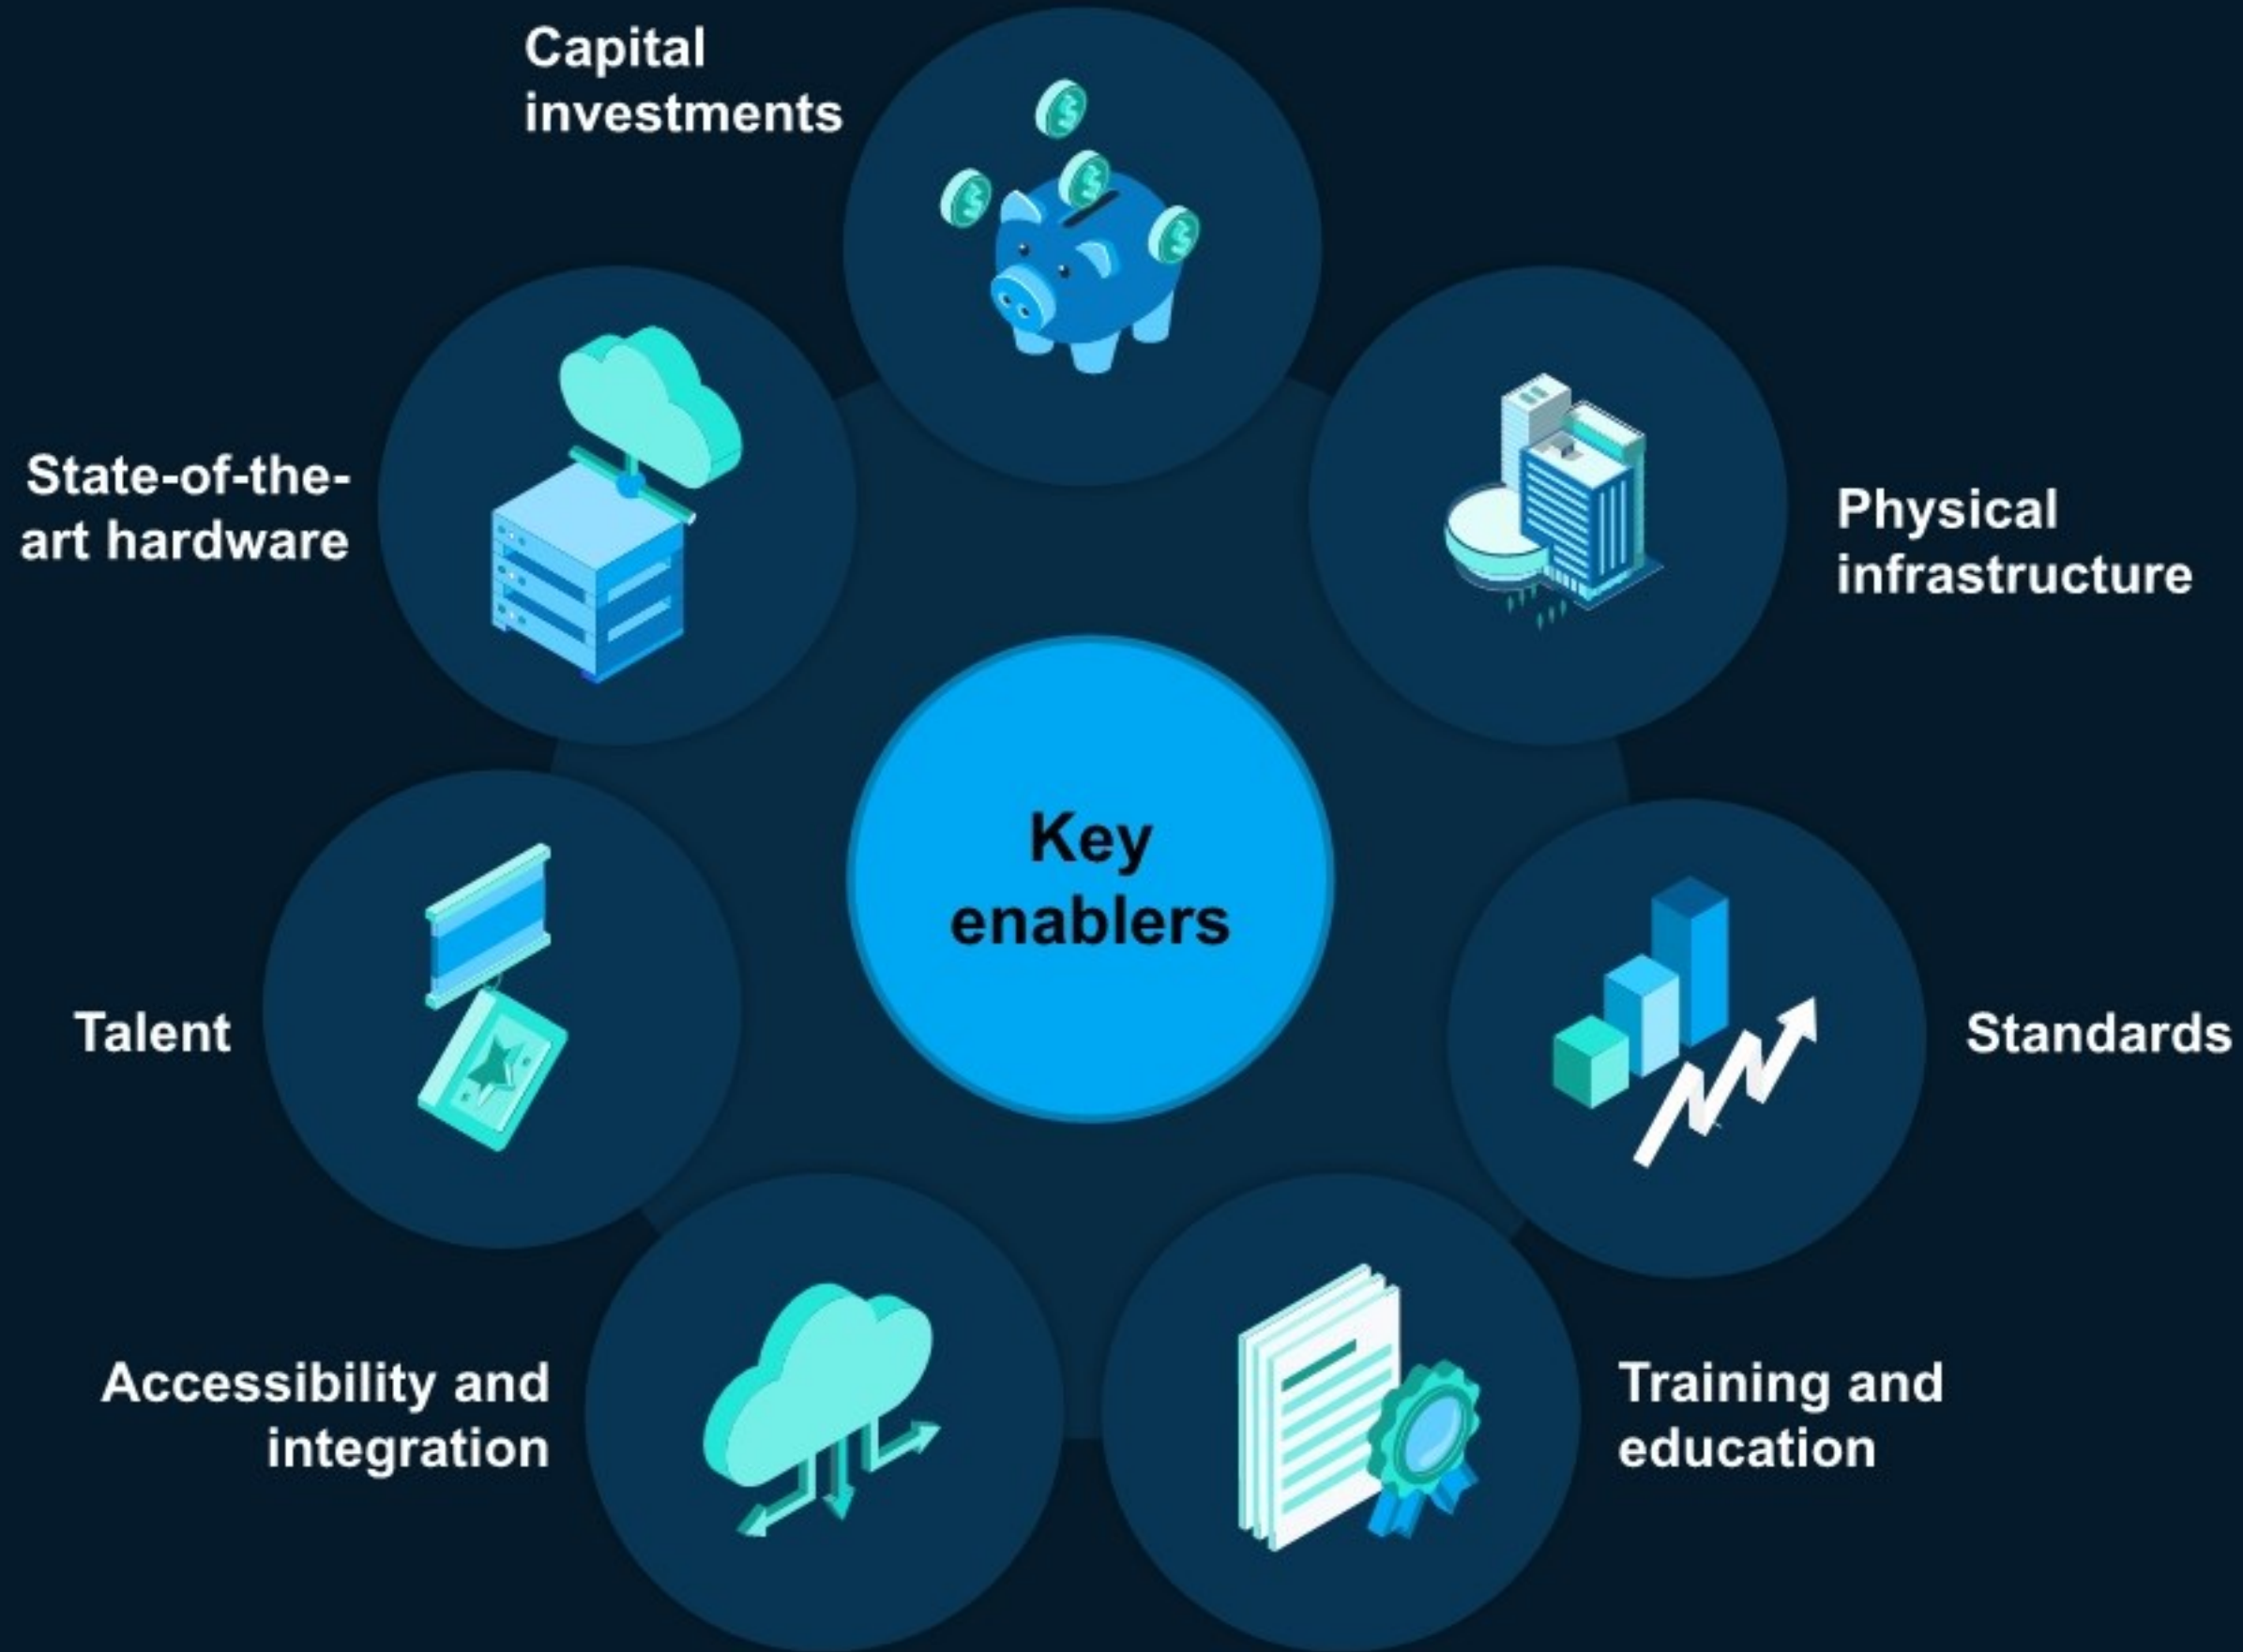 Capital
investments
State-of-the-
art hardware
Physical
infrastructure
Key
enablers
Talent
Standards
Accessibility and
integration
Training and
education